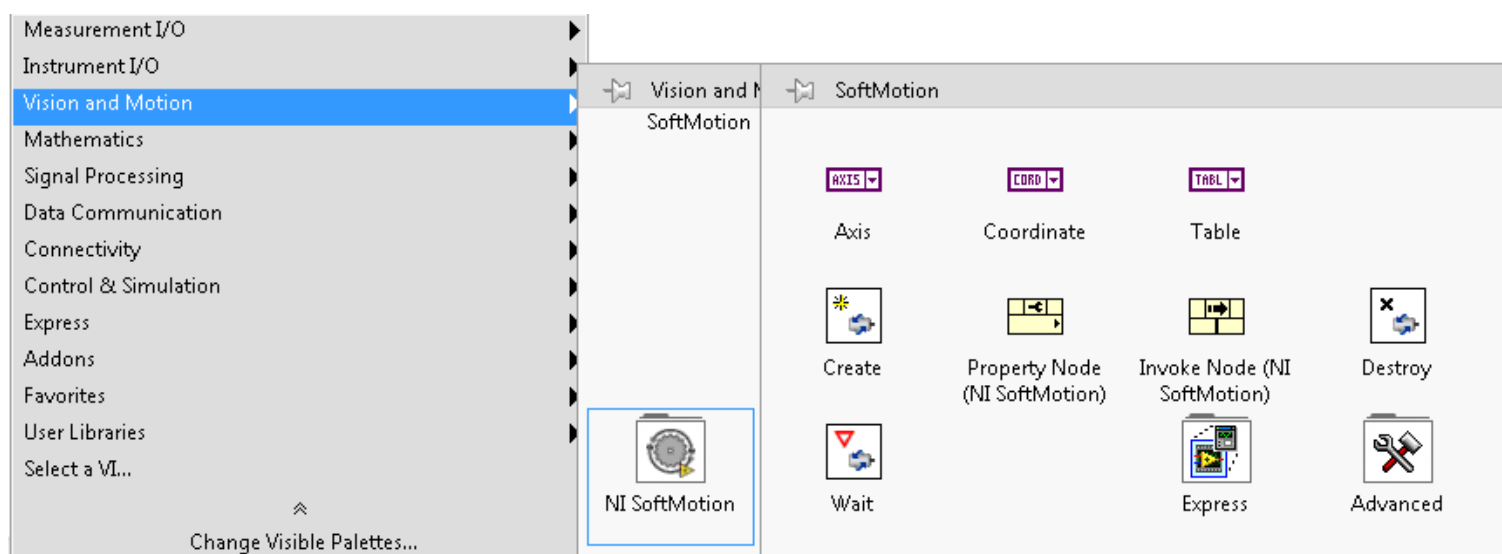 Measurement I/O
Instrument I/O
Vision and Motion
Mathematics
Signal Processing
Data Communication
Connectivity
Control & Simulation
Express
Addons
Favorites
User Libraries
Select a VI...
Change Visible Palettes...
Vision and M
SoftMotion
NI SoftMotion
SoftMotion
AXIS
CORD
TABL
Axis
Coordinate
Table
Create
Property Node
(NI SoftMotion)
Invoke Node (NI
SoftMotion)
Destroy
Wait
Express
Advanced